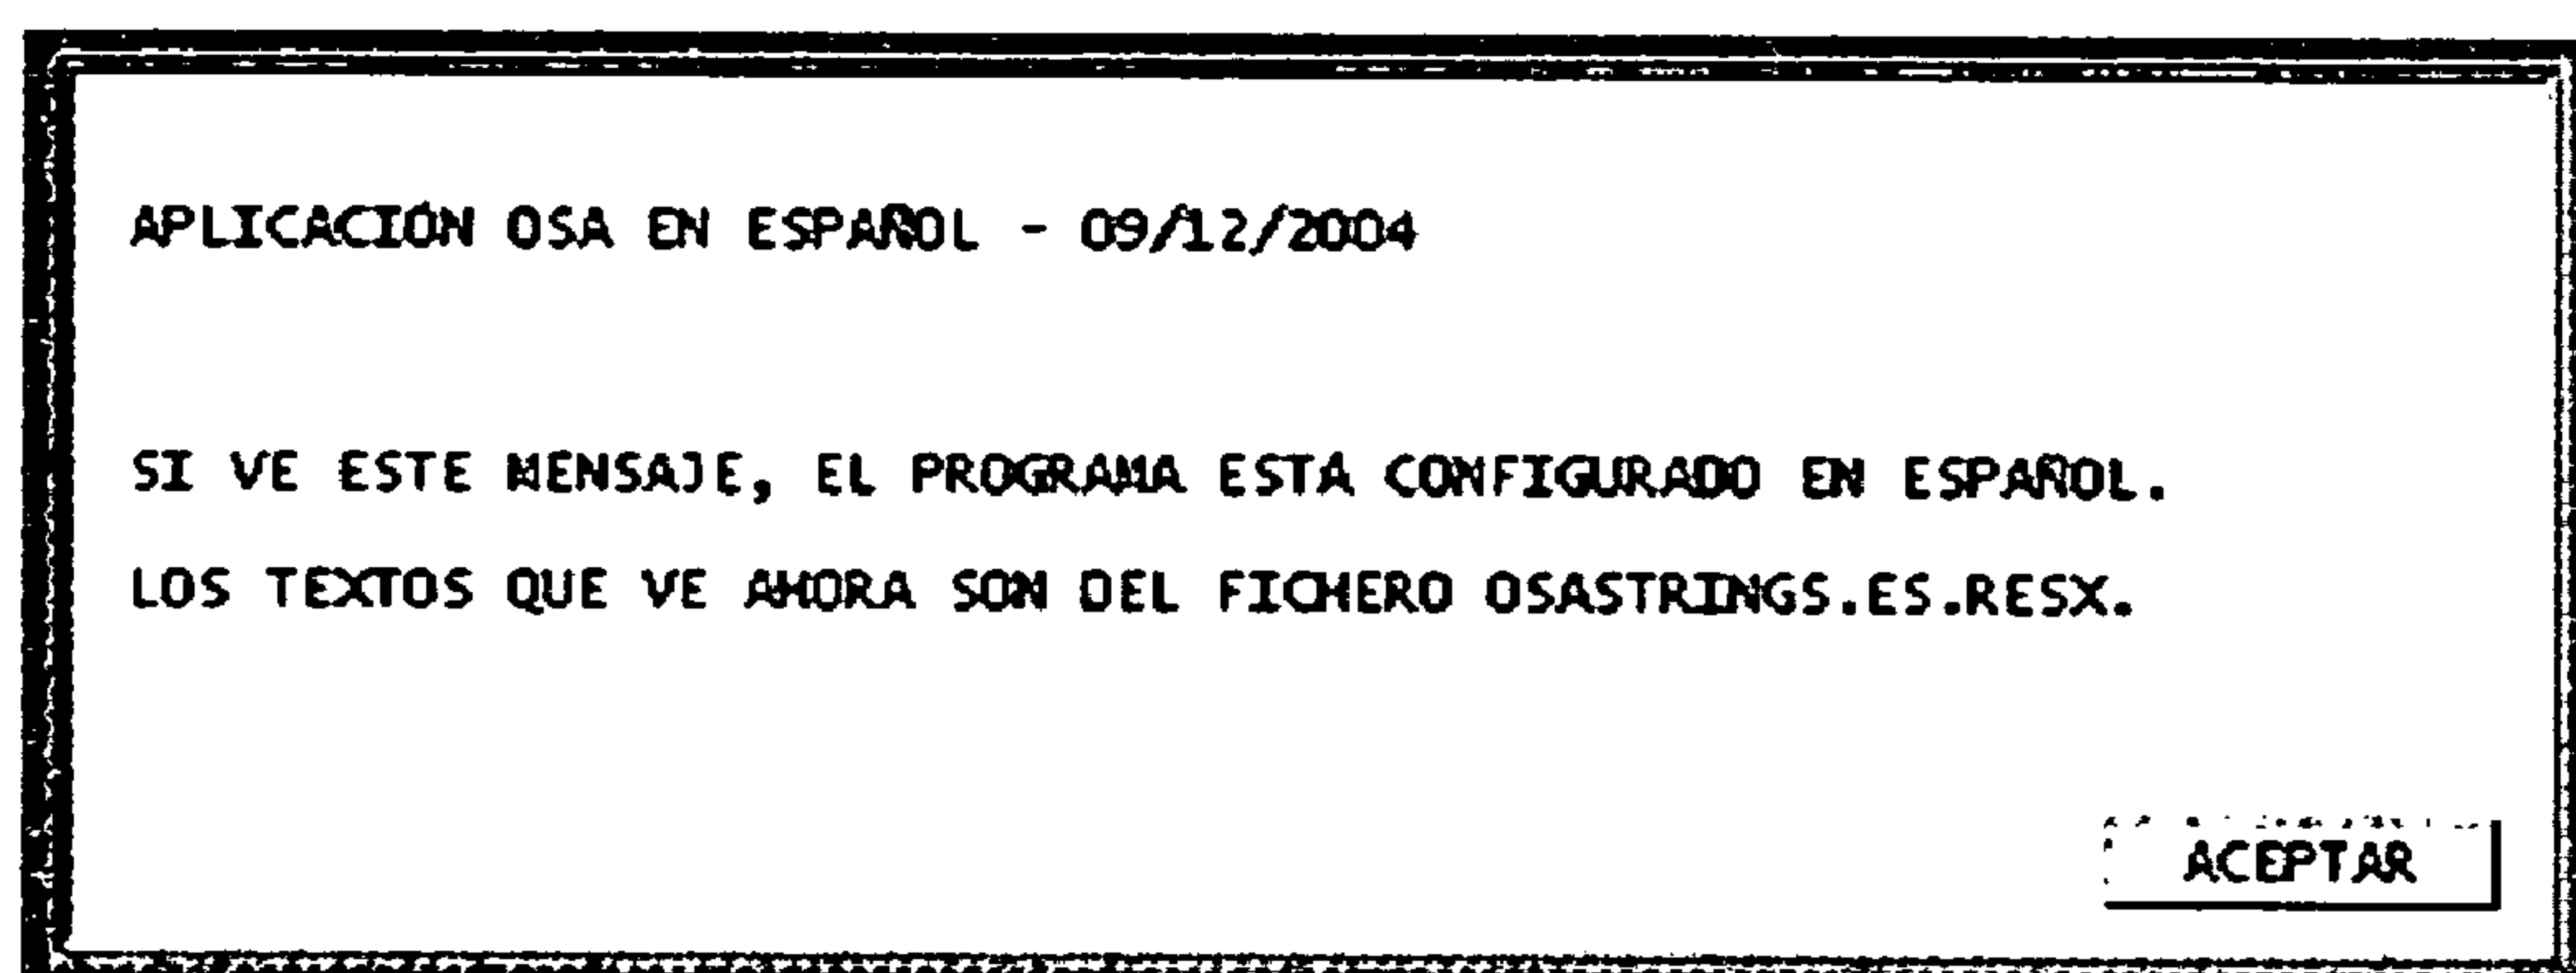 APLICACIÓN OSA EN ESPAÑOL - 09/12/2004
SI VE ESTE MENSAJE, EL PROGRAMA ESTA CONFIGURADO EN ESPAÑOL.
LOS TEXTOS QUE VE AHORA SON DEL FICHERO OSASTRINGS.ES.RESX.
ACEPTAR